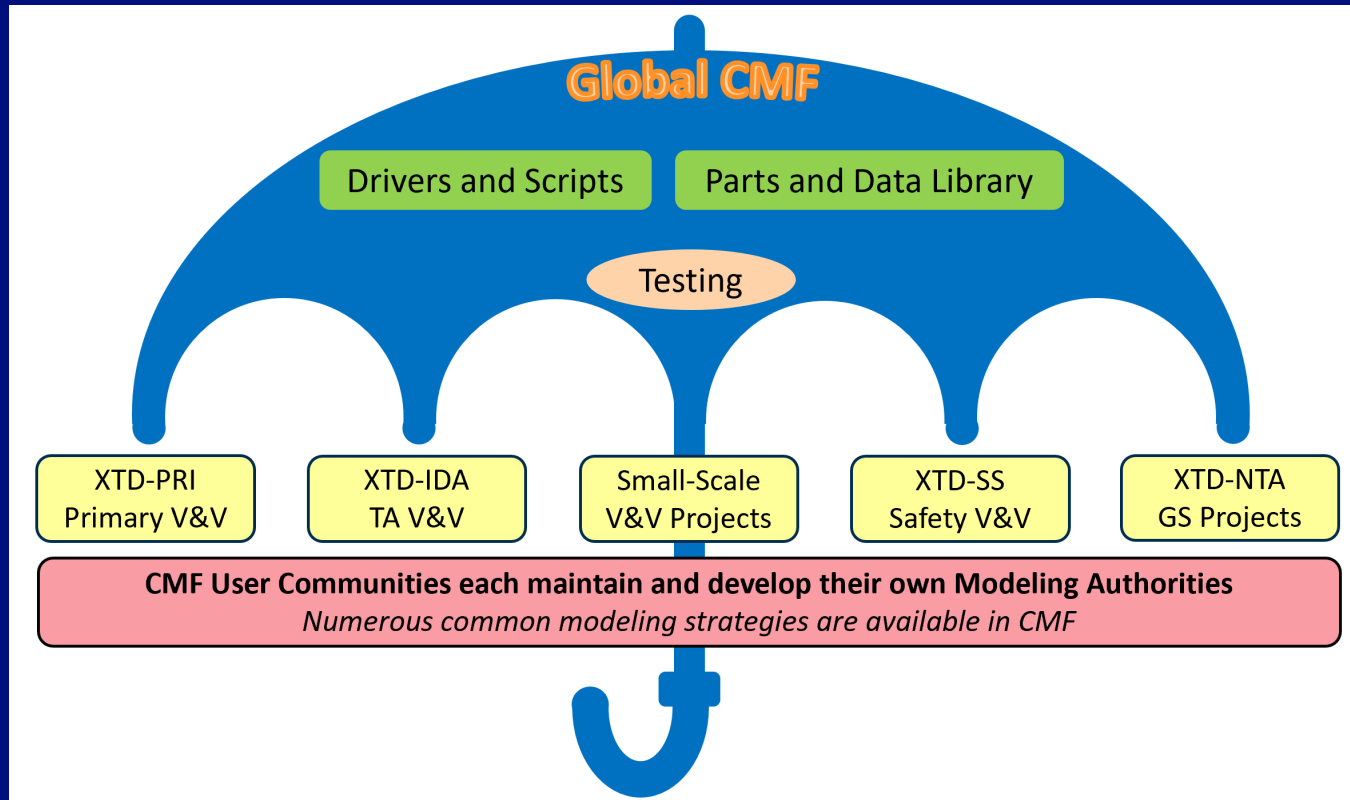 Global CMF
Drivers and Scripts
Parts and Data Library
Testing
XTD-PRI
Primary V&V
XTD-IDA
TA V&V
Small-Scale
V&V Projects
XTD-SS
Safety V&V
XTD-NTA
GS Projects
CMF User Communities each maintain and develop their own Modeling Authorities
Numerous common modeling strategies are available in CMF